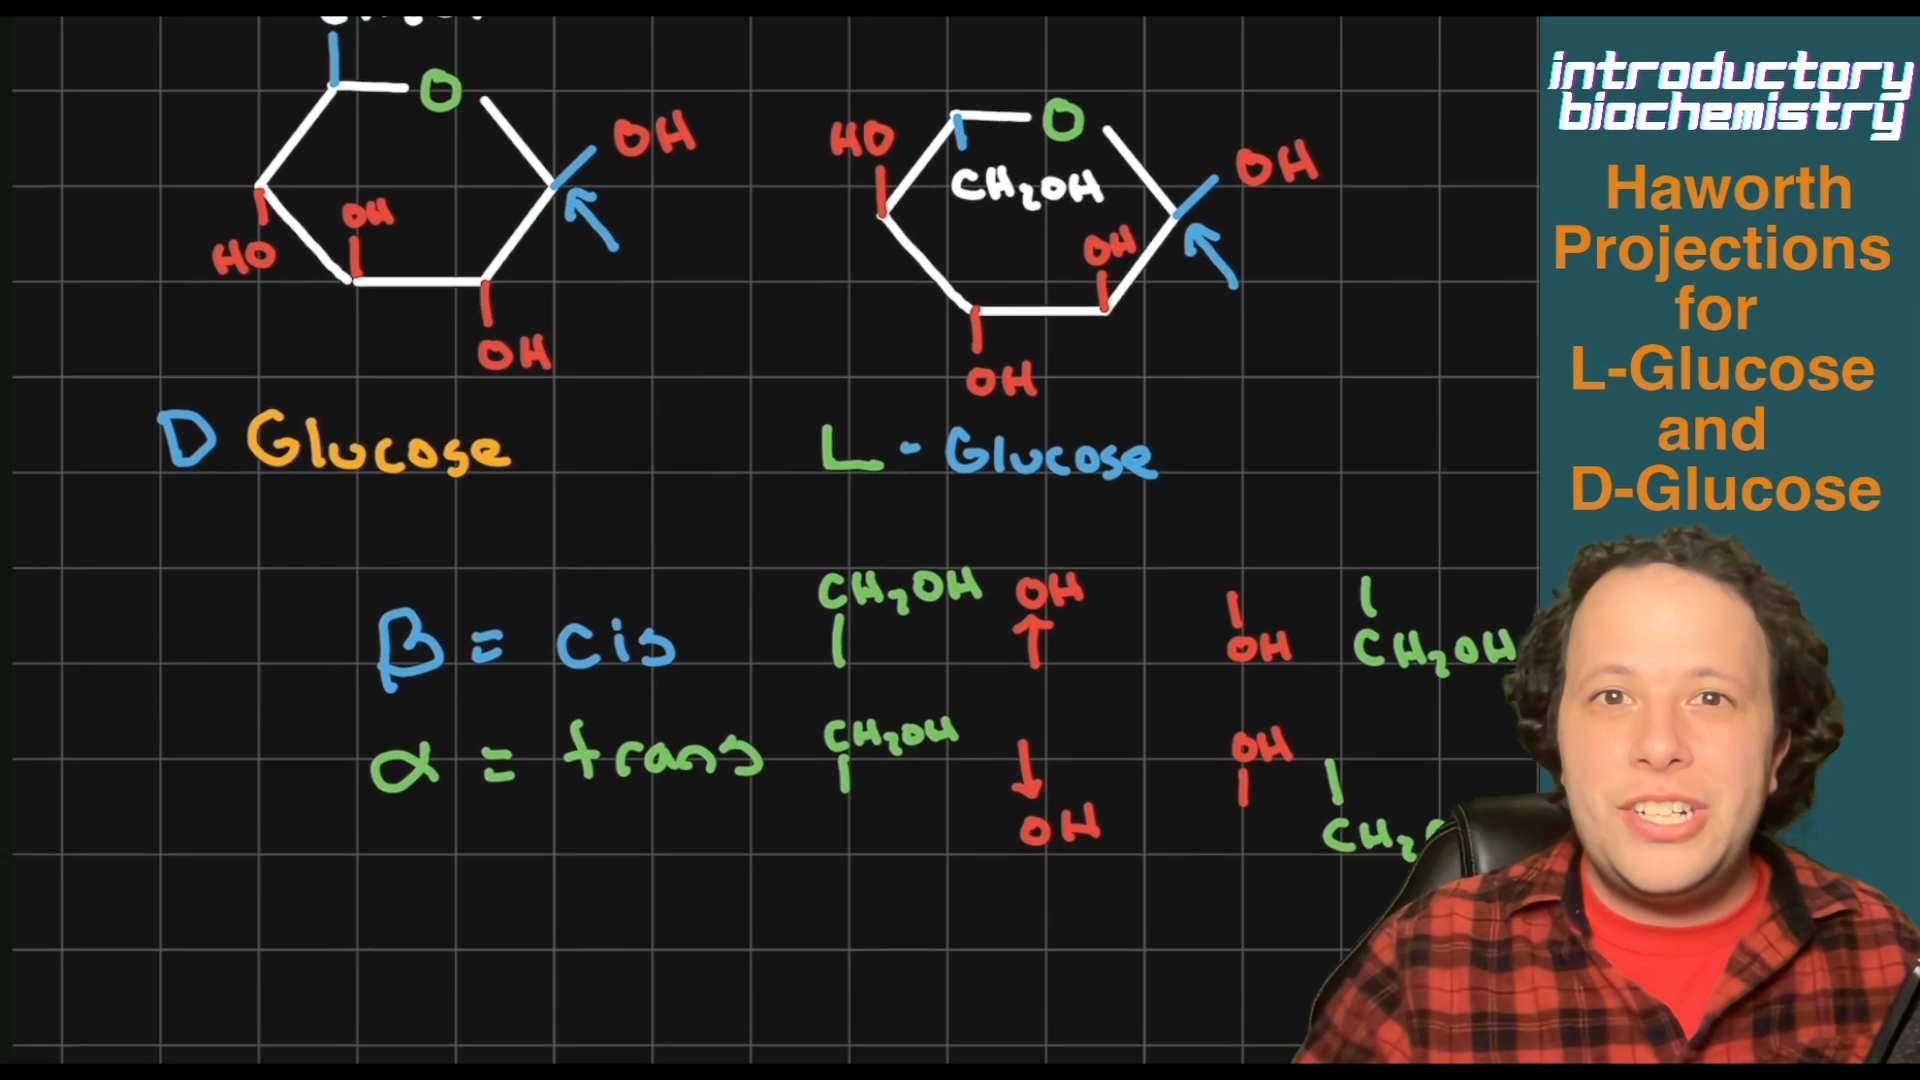 O
OH
OH
HO
OH
D Glucose
HO
O
CH₂OH
OH
OH
OH
L - Glucose
β = cis
CH₂OH
OH
OH
CH₂OH
α = trans
CH₂OH
OH
OH
CH₂
introductory
biochemistry
Haworth
Projections
for
L-Glucose
and
D-Glucose